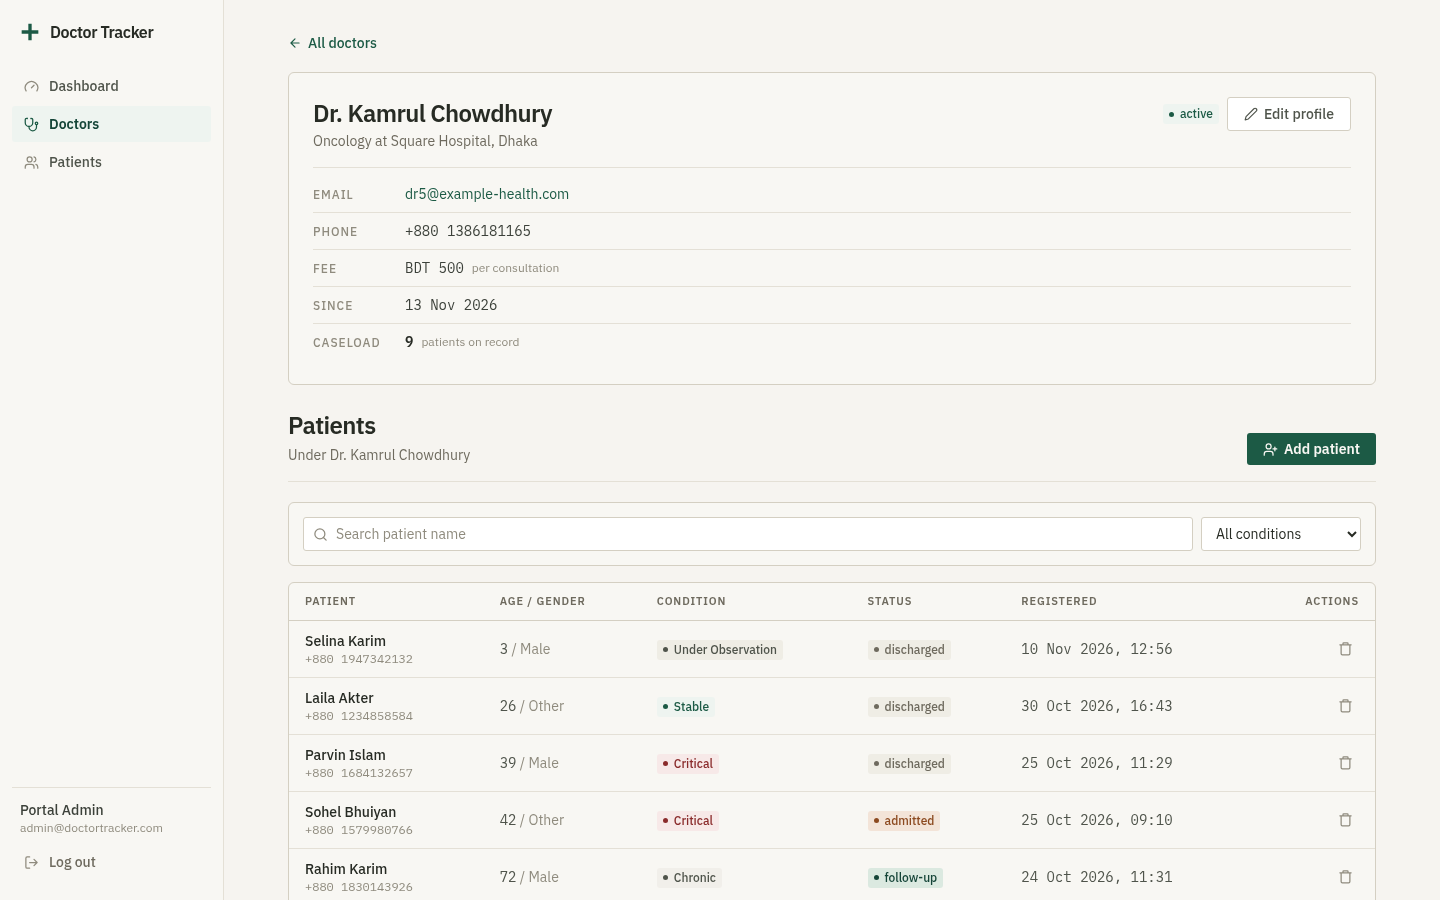 Doctor Tracker
Dashboard
Doctors
Patients
Portal Admin
admin@doctortracker.com
Log out
All doctors
Dr. Kamrul Chowdhury
Oncology at Square Hospital, Dhaka
active
Edit profile
EMAIL dr5@example-health.com
PHONE +880 1386181165
FEE BDT 500 per consultation
SINCE 13 Nov 2026
CASELOAD 9 patients on record
Patients
Under Dr. Kamrul Chowdhury
Add patient
Search patient name
All conditions
PATIENT AGE / GENDER CONDITION STATUS REGISTERED ACTIONS
Selina Karim
+880 1947342132
3 / Male Under Observation discharged 10 Nov 2026, 12:56
Laila Akter
+880 1234858584
26 / Other Stable discharged 30 Oct 2026, 16:43
Parvin Islam
+880 1684132657
39 / Male Critical discharged 25 Oct 2026, 11:29
Sohel Bhuiyan
+880 1579980766
42 / Other Critical admitted 25 Oct 2026, 09:10
Rahim Karim
+880 1830143926
72 / Male Chronic follow-up 24 Oct 2026, 11:31